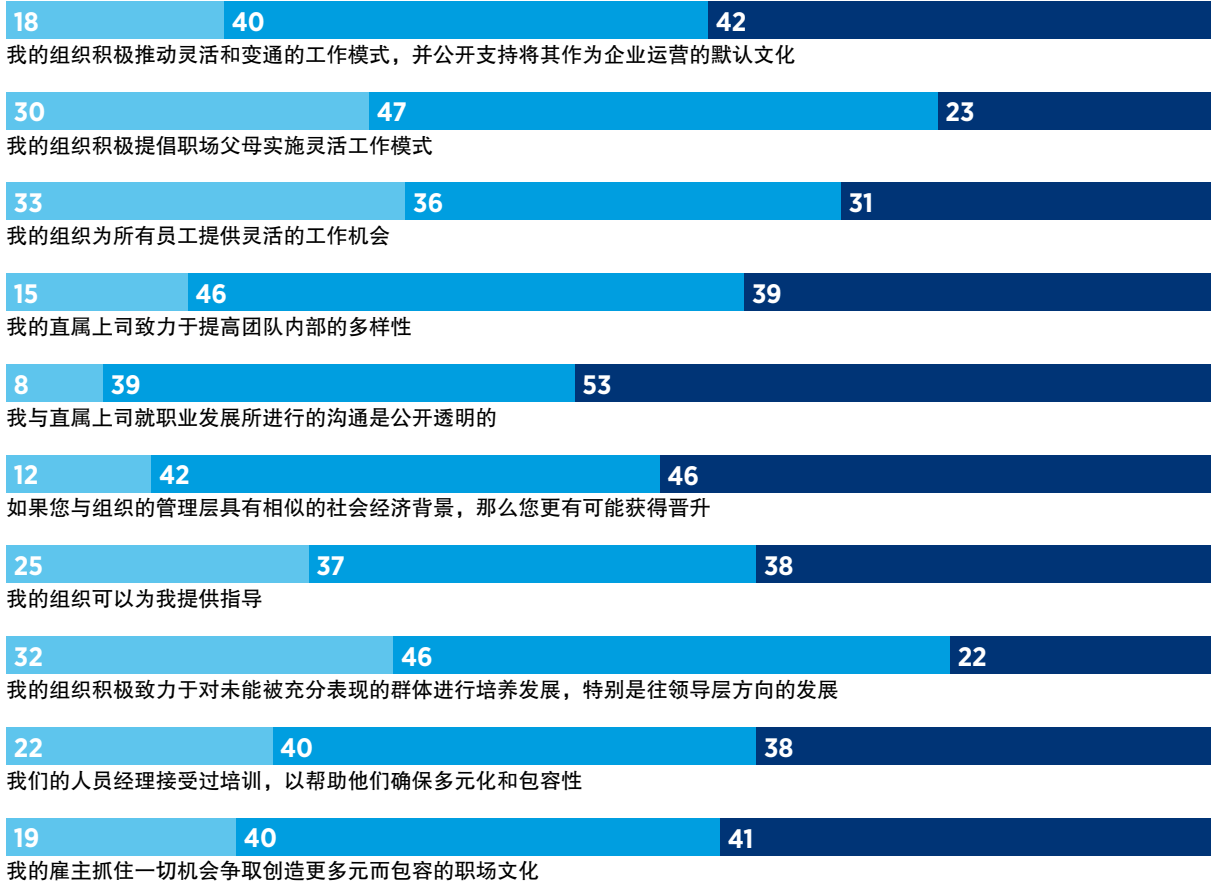 18 40 42
我的组织积极推动灵活和变通的工作模式，并公开支持将其作为企业运营的默认文化
30 47 23
我的组织积极提倡职场父母实施灵活工作模式
33 36 31
我的组织为所有员工提供灵活的工作机会
15 46 39
我的直属上司致力于提高团队内部的多样性
8 39 53
我与直属上司就职业发展所进行的沟通是公开透明的
12 42 46
如果您与组织的管理层具有相似的社会经济背景，那么您更有可能获得晋升
25 37 38
我的组织可以为我提供指导
32 46 22
我的组织积极致力于对未能被充分表现的群体进行培养发展，特别是往领导层方向的发展
22 40 38
我们的人员经理接受过培训，以帮助他们确保多元化和包容性
19 40 41
我的雇主抓住一切机会争取创造更多元而包容的职场文化